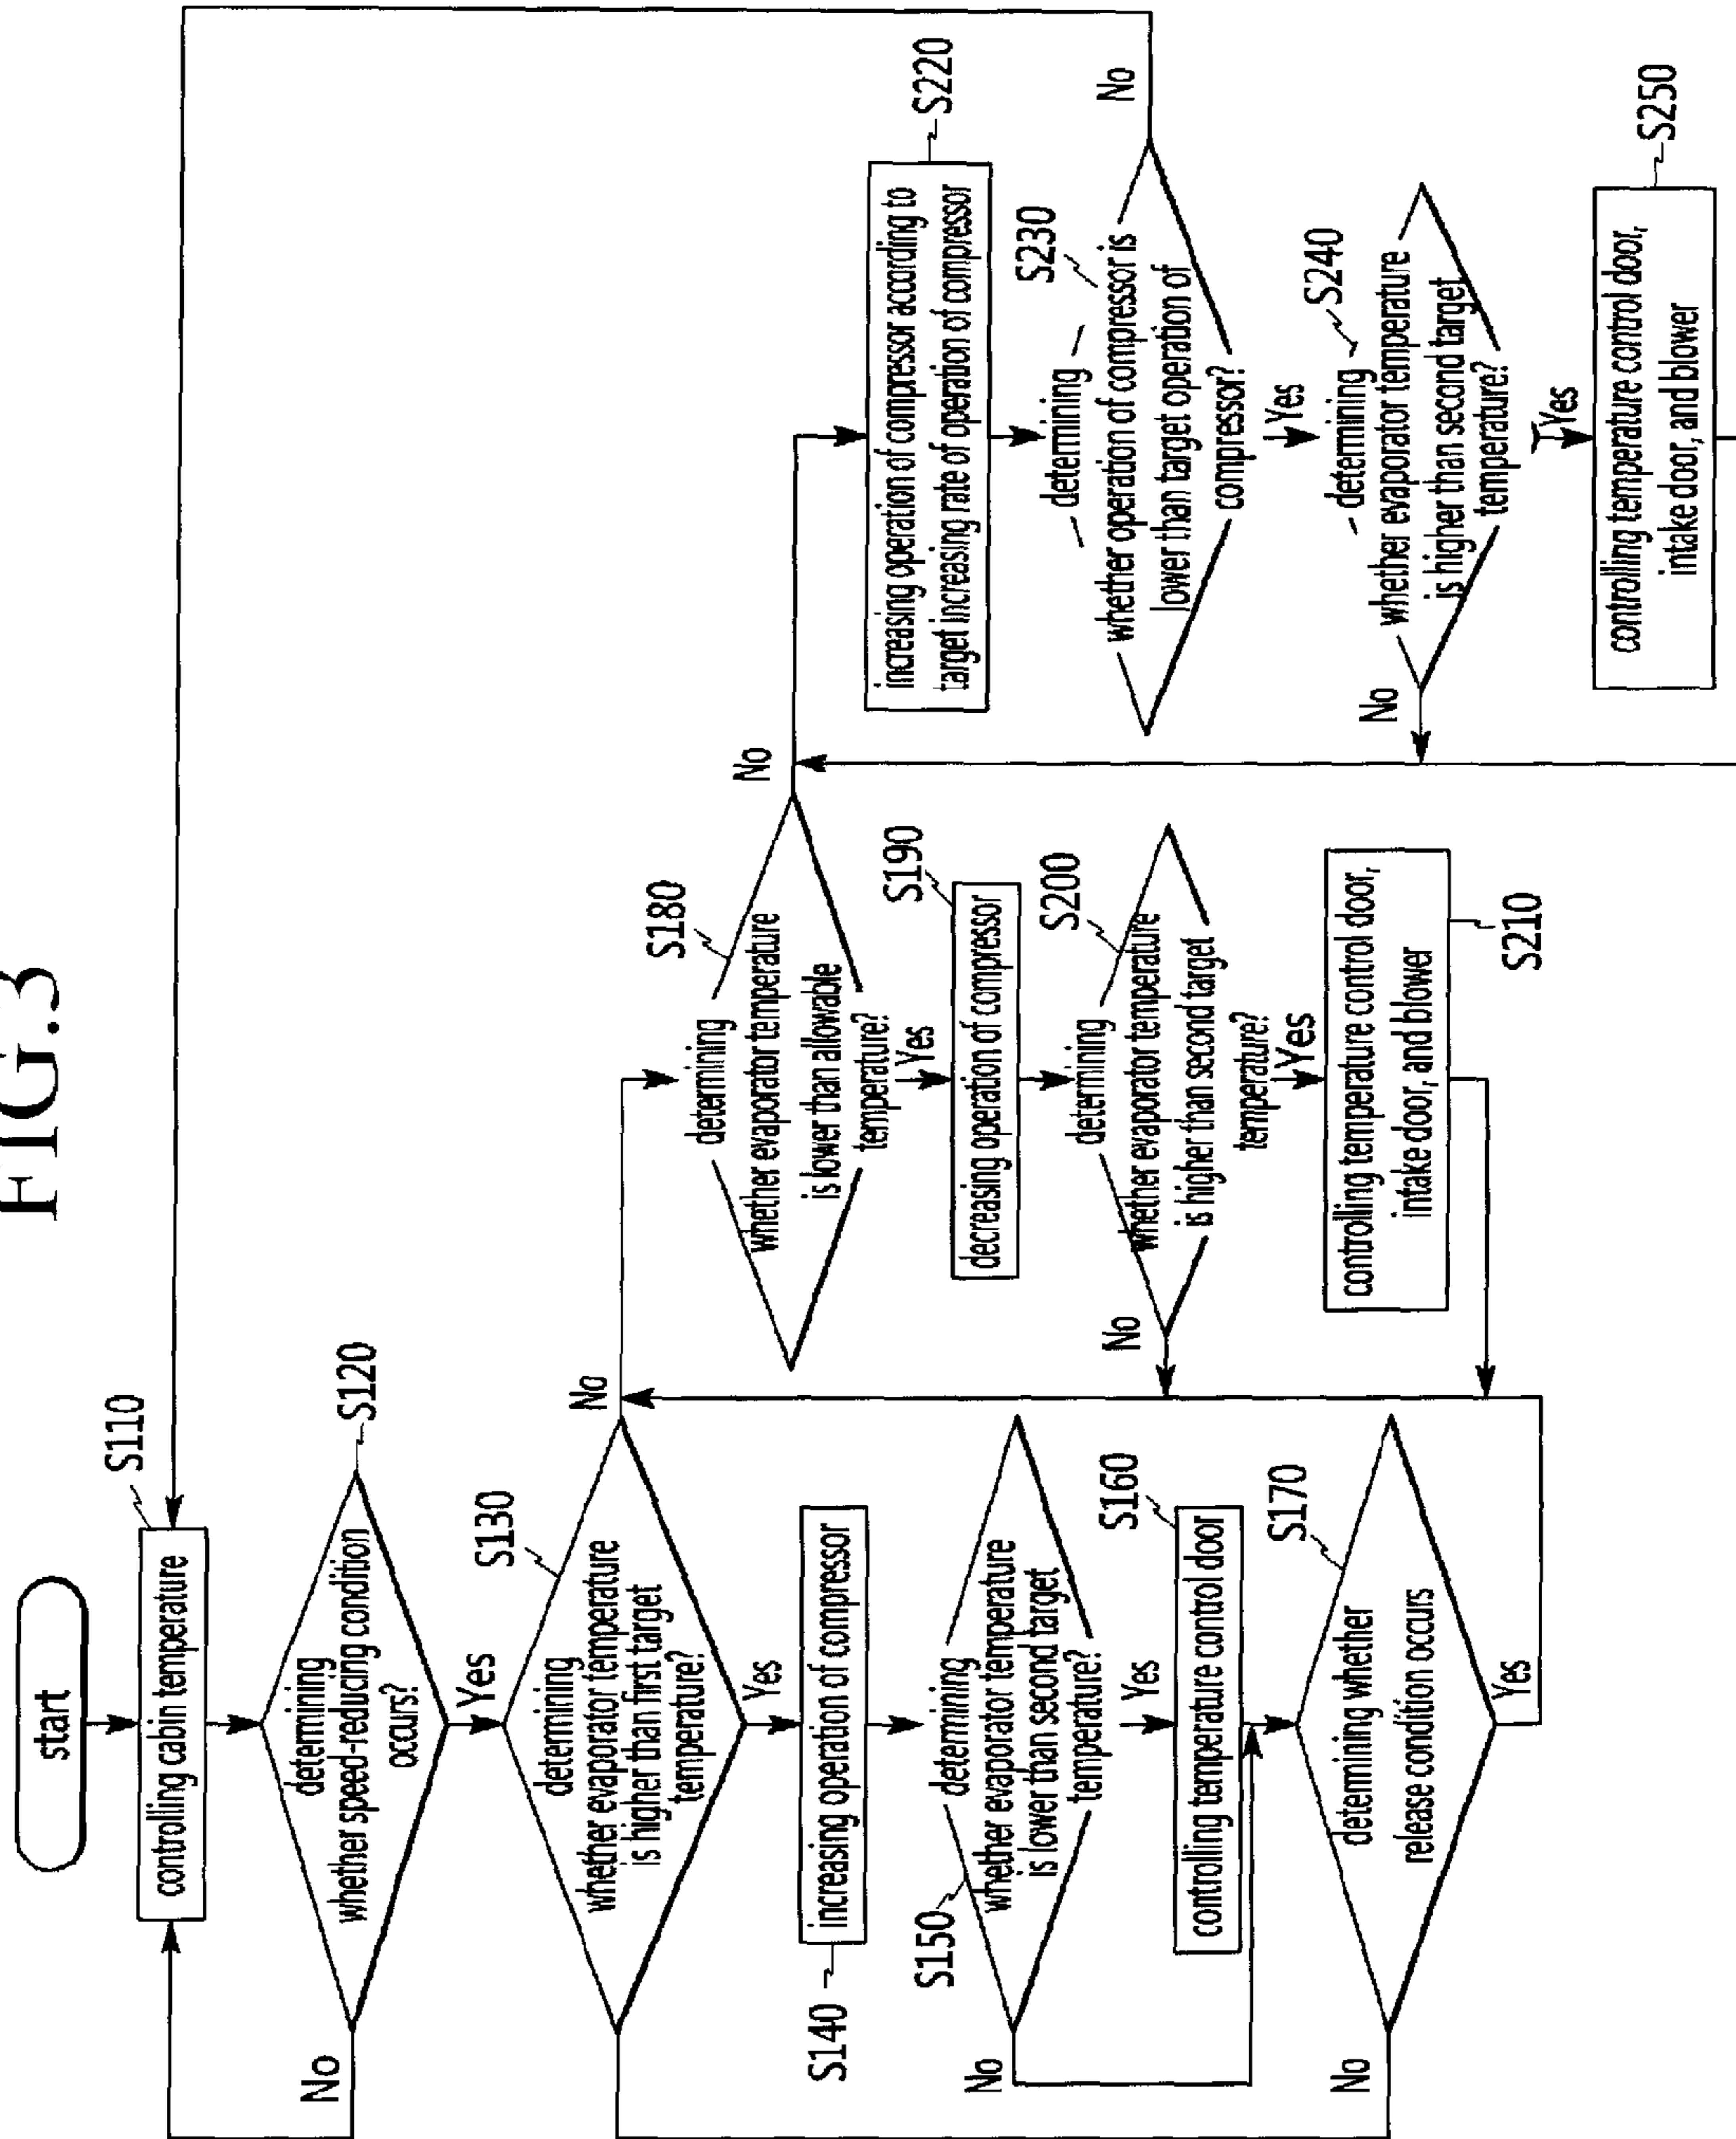 FIG.3
start
controlling cabin temperature
S110
determining
whether speed-reducing condition
occurs?
S120
No
Yes
determining
whether evaporator temperature
is higher than first target
temperature?
S130
No
Yes
increasing operation of compressor
S140
determining
whether evaporator temperature
is lower than second target
temperature?
S150
No
Yes
controlling temperature control door
S160
determining whether
release condition occurs
S170
No
Yes
determining
whether evaporator temperature
is lower than allowable
temperature?
S180
No
Yes
decreasing operation of compressor
S190
determining
whether evaporator temperature
is higher than second target
temperature?
S200
No
Yes
controlling temperature control door,
intake door, and blower
S210
increasing operation of compressor according to
target increasing rate of operation of compressor
S220
determining
whether operation of compressor is
lower than target operation of
compressor?
S230
No
Yes
determining
whether evaporator temperature
is higher than second target
temperature?
S240
No
Yes
controlling temperature control door,
intake door, and blower
S250